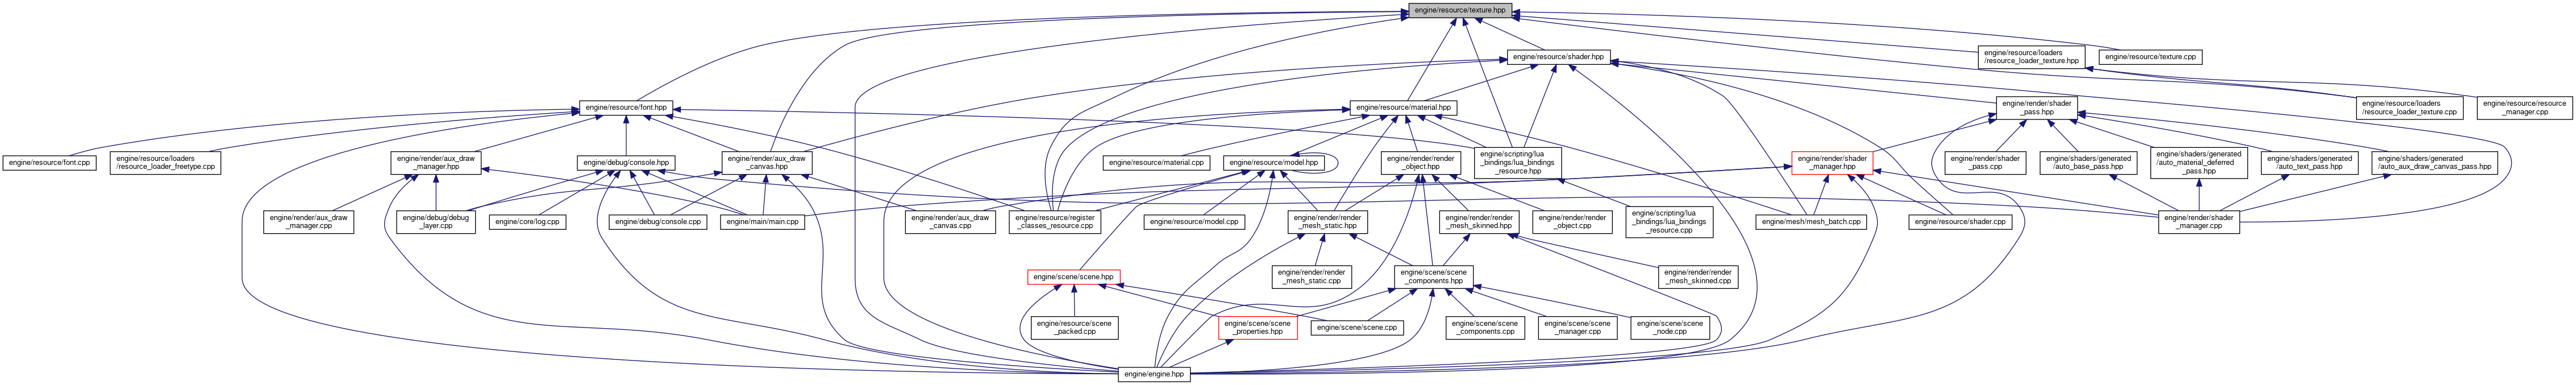 engine/resource/texture.hpp
engine/resource/shader.hpp
engine/resource/loaders
/resource_loader_texture.hpp
engine/resource/texture.cpp
engine/resource/font.hpp
engine/resource/material.hpp
engine/render/shader
_pass.hpp
engine/resource/loaders
/resource_loader_texture.cpp
engine/resource/resource
_manager.cpp
engine/resource/font.cpp
engine/resource/loaders
/resource_loader_freetype.cpp
engine/render/aux_draw
_manager.hpp
engine/debug/console.hpp
engine/render/aux_draw
_canvas.hpp
engine/resource/material.cpp
engine/resource/model.hpp
engine/render/render
_object.hpp
engine/scripting/lua
_bindings/lua_bindings
_resource.hpp
engine/render/shader
_manager.hpp
engine/render/shader
_pass.cpp
engine/shaders/generated
/auto_base_pass.hpp
engine/shaders/generated
/auto_material_deferred
_pass.hpp
engine/shaders/generated
/auto_text_pass.hpp
engine/shaders/generated
/auto_aux_draw_canvas_pass.hpp
engine/render/aux_draw
_manager.cpp
engine/debug/debug
_layer.cpp
engine/core/log.cpp
engine/debug/console.cpp
engine/main/main.cpp
engine/render/aux_draw
_canvas.cpp
engine/resource/register
_classes_resource.cpp
engine/resource/model.cpp
engine/render/render
_mesh_static.hpp
engine/render/render
_mesh_skinned.hpp
engine/render/render
_object.cpp
engine/scripting/lua
_bindings/lua_bindings
_resource.cpp
engine/mesh/mesh_batch.cpp
engine/resource/shader.cpp
engine/render/shader
_manager.cpp
engine/scene/scene.hpp
engine/render/render
_mesh_static.cpp
engine/scene/scene
_components.hpp
engine/render/render
_mesh_skinned.cpp
engine/resource/scene
_packed.cpp
engine/scene/scene
_properties.hpp
engine/scene/scene.cpp
engine/scene/scene
_components.cpp
engine/scene/scene
_manager.cpp
engine/scene/scene
_node.cpp
engine/engine.hpp